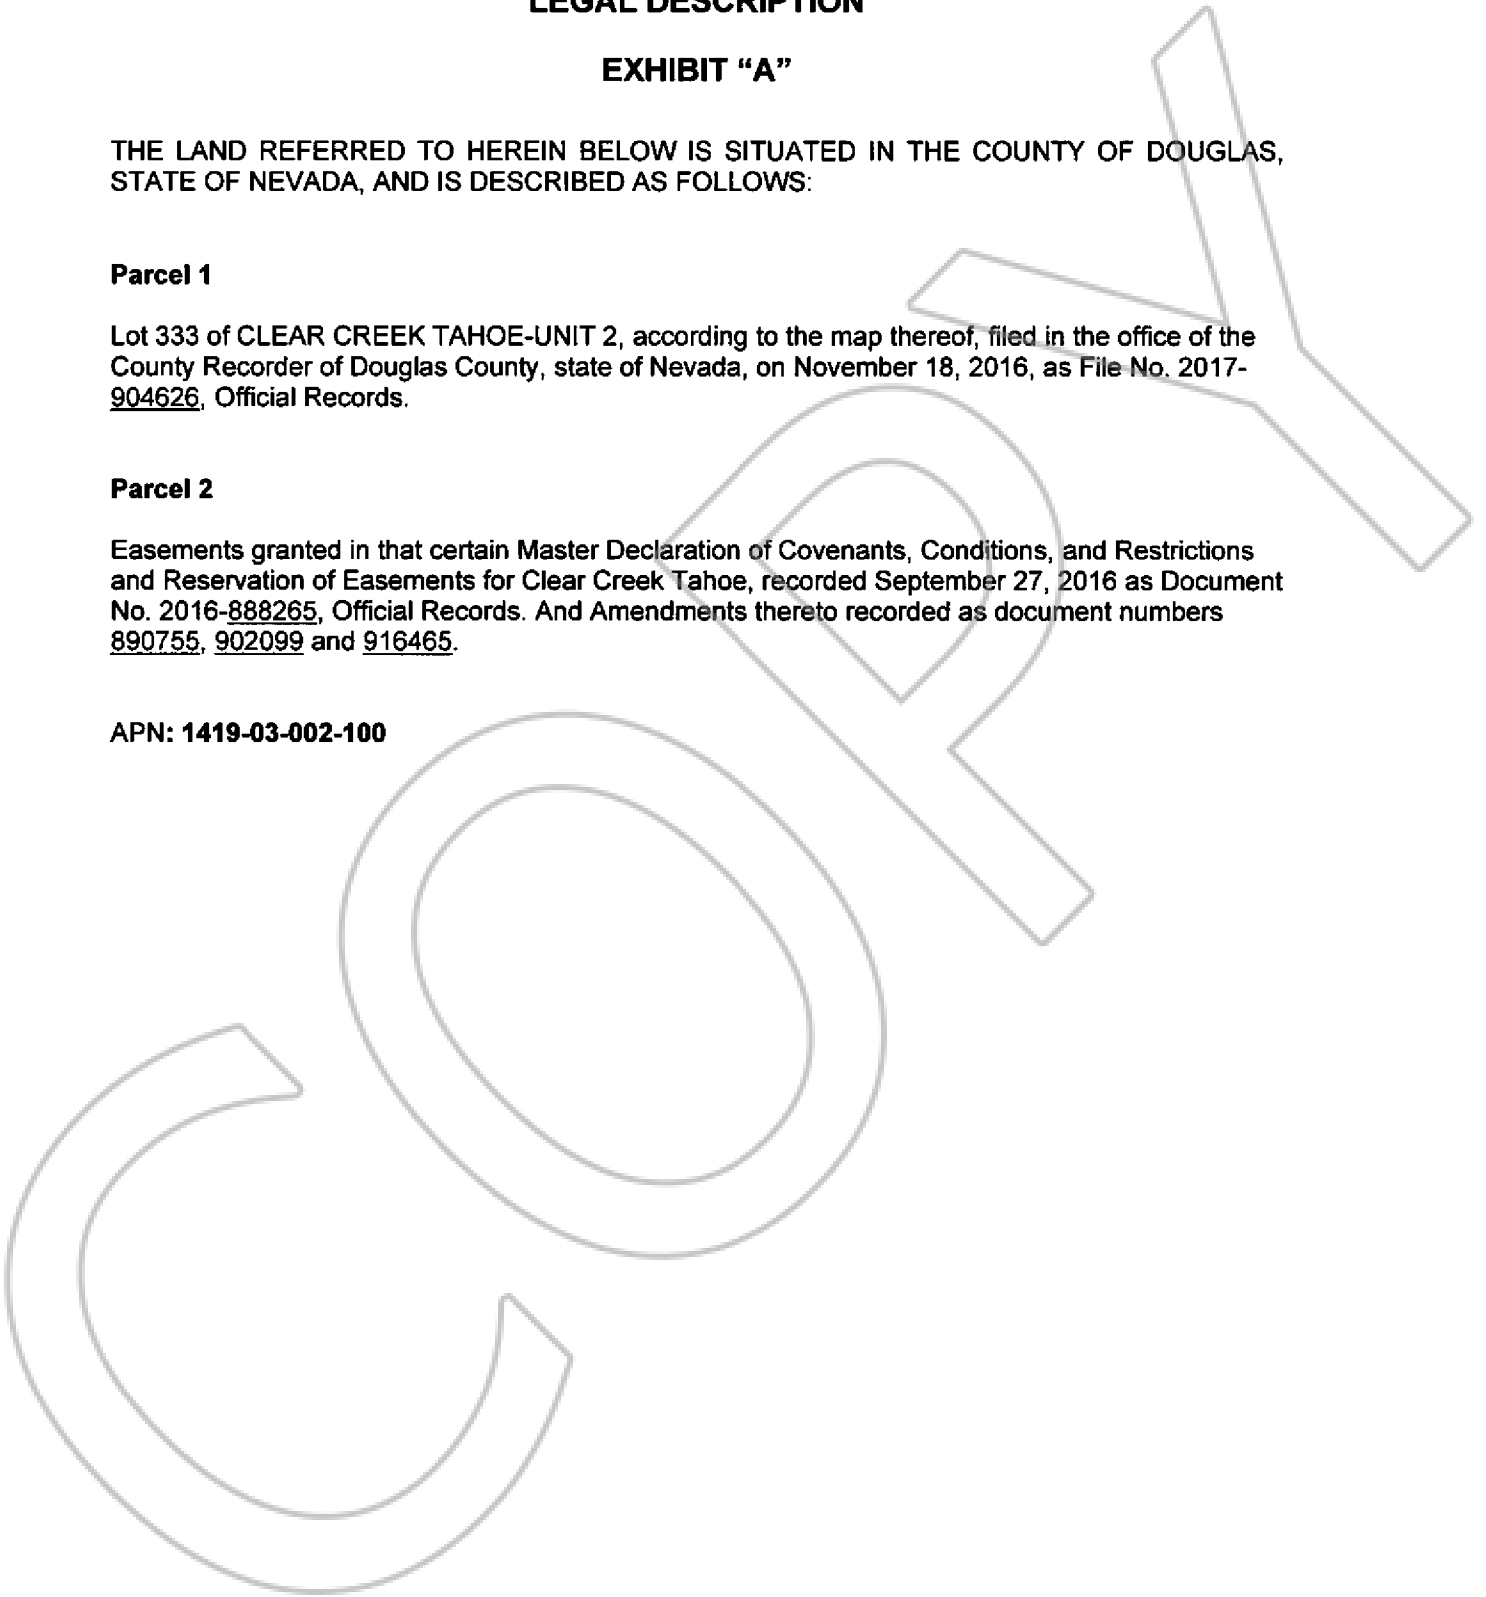 LEGAL DESCRIPTION
EXHIBIT “A”
THE LAND REFERRED TO HEREIN BELOW IS SITUATED IN THE COUNTY OF DOUGLAS,
STATE OF NEVADA, AND IS DESCRIBED AS FOLLOWS:
Parcel 1
Lot 333 of CLEAR CREEK TAHOE-UNIT 2, according to the map thereof, filed in the office of the
County Recorder of Douglas County, state of Nevada, on November 18, 2016, as File No. 2017-
904626, Official Records.
Parcel 2
Easements granted in that certain Master Declaration of Covenants, Conditions, and Restrictions
and Reservation of Easements for Clear Creek Tahoe, recorded September 27, 2016 as Document
No. 2016-888265, Official Records. And Amendments thereto recorded as document numbers
890755, 902099 and 916465.
APN: 1419-03-002-100
COPY